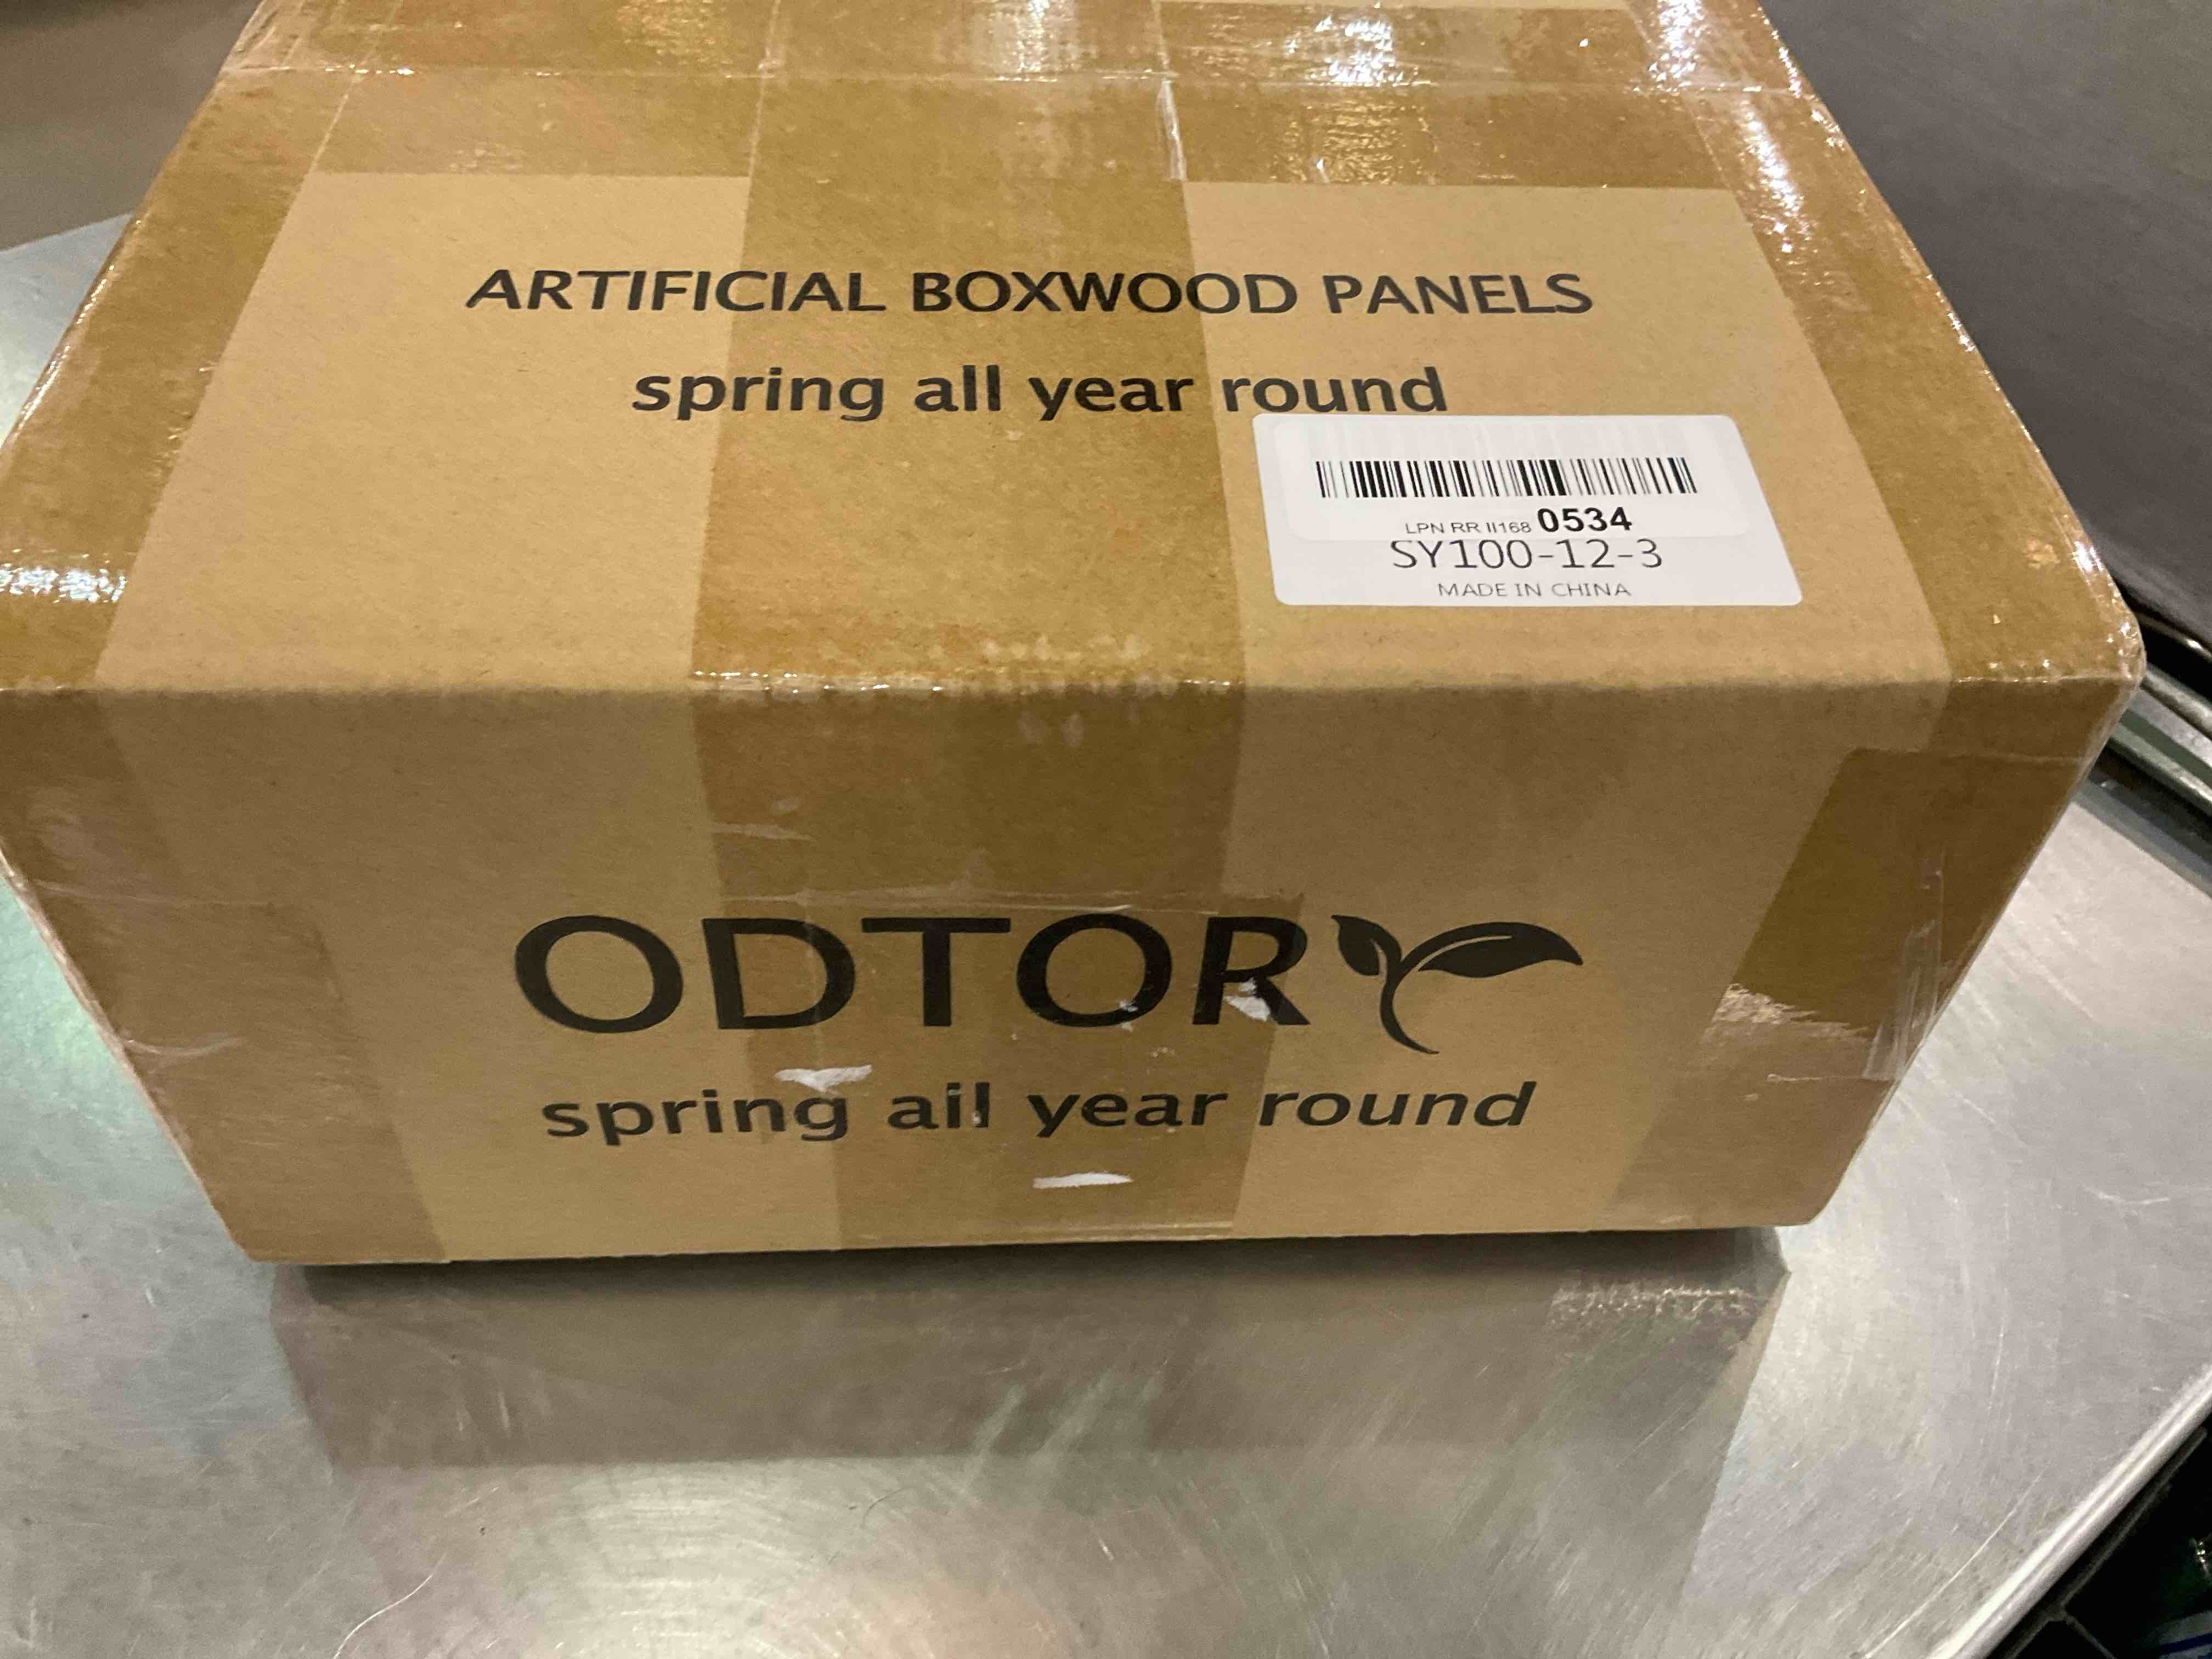 ARTIFICIAL BOXWOOD PANELS
spring all year round
LPN RR II168 0534
SY100-12-3
MADE IN CHINA
ODTORY
spring all year round